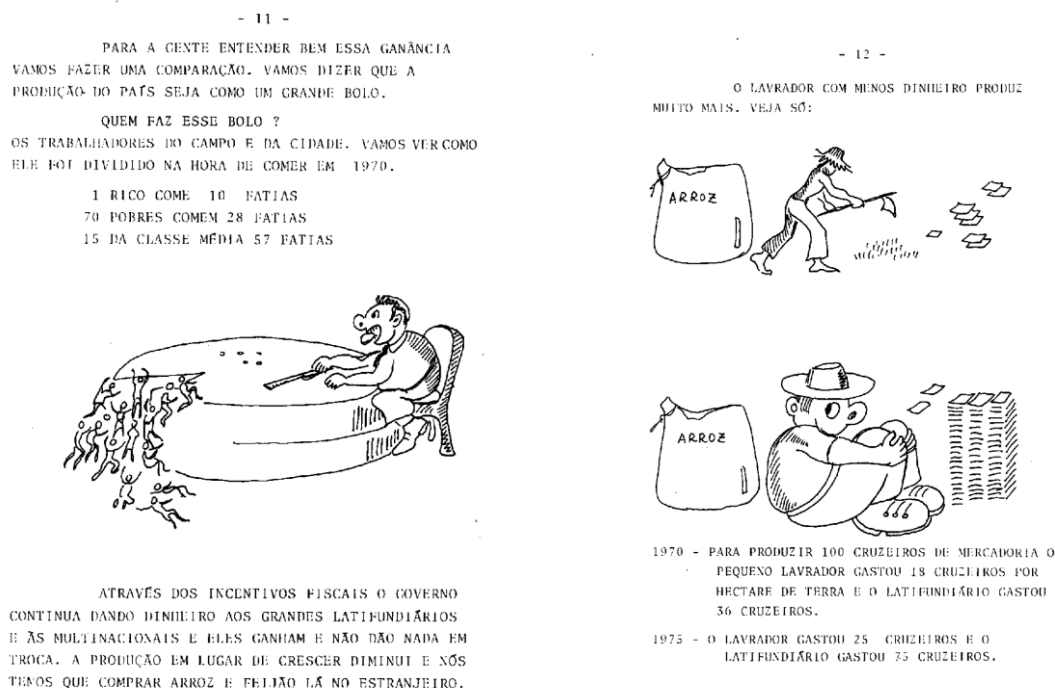 - 11 -
PARA A GENTE ENTENDER BEM ESSA GANÂNCIA
VAMOS FAZER UMA COMPARAÇÃO. VAMOS DIZER QUE A
PRODUÇÃO DO PAÍS SEJA COMO UM GRANDE BOLO.
QUEM FAZ ESSE BOLO ?
OS TRABALHADORES DO CAMPO E DA CIDADE. VAMOS VER COMO
ELE FOI DIVIDIDO NA HORA DE COMER EM 1970.
1 RICO COME 10 FATIAS
70 POBRES COMEM 28 FATIAS
15 DA CLASSE MÉDIA 57 FATIAS
ATRAVÉS DOS INCENTIVOS FISCAIS O GOVERNO
CONTINUA DANDO DINHEIRO AOS GRANDES LATIFUNDIÁRIOS
E ÀS MULTINACIONAIS E ELES GANHAM E NÃO DÃO NADA EM
TROCA. A PRODUÇÃO EM LUGAR DE CRESCER DIMINUI E NÓS
TEMOS QUE COMPRAR ARROZ E FEIJÃO LÁ NO ESTRANJEIRO.
- 12 -
O LAVRADOR COM MENOS DINHEIRO PRODUZ
MUITO MAIS. VEJA SÓ:
ARROZ
ARROZ
1970 - PARA PRODUZIR 100 CRUZEIROS DE MERCADORIA O
PEQUENO LAVRADOR GASTOU 18 CRUZEIROS POR
HECTARE DE TERRA E O LATIFUNDIÁRIO GASTOU
36 CRUZEIROS.
1975 - O LAVRADOR GASTOU 25 CRUZEIROS E O
LATIFUNDIÁRIO GASTOU 75 CRUZEIROS.